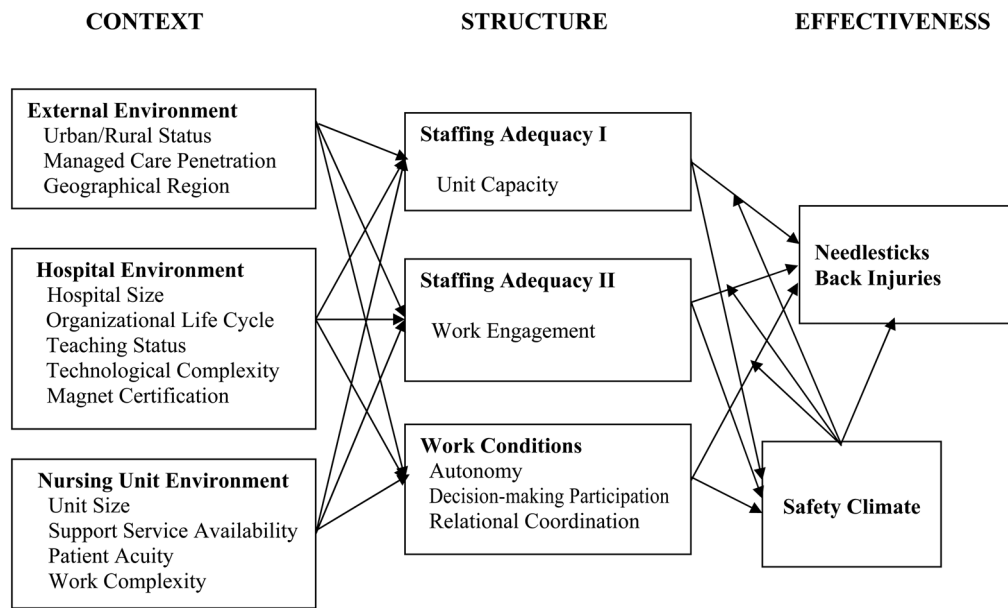 CONTEXT
STRUCTURE
EFFECTIVENESS
External Environment
Urban/Rural Status
Managed Care Penetration
Geographical Region
Hospital Environment
Hospital Size
Organizational Life Cycle
Teaching Status
Technological Complexity
Magnet Certification
Nursing Unit Environment
Unit Size
Support Service Availability
Patient Acuity
Work Complexity
Staffing Adequacy I
Unit Capacity
Staffing Adequacy II
Work Engagement
Work Conditions
Autonomy
Decision-making Participation
Relational Coordination
Needlesticks
Back Injuries
Safety Climate